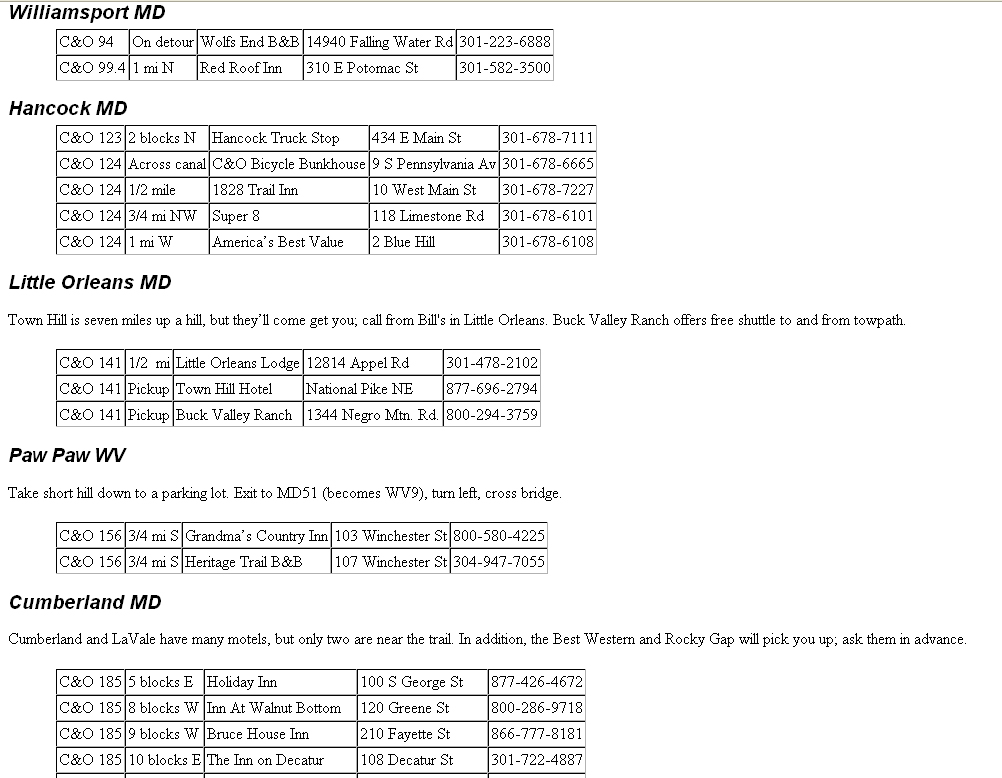 Williamsport MD
C&O 94 On detour Wolfs End B&B 14940 Falling Water Rd 301-223-6888
C&O 99.4 1 mi N Red Roof Inn 310 E Potomac St 301-582-3500
Hancock MD
C&O 123 2 blocks N Hancock Truck Stop 434 E Main St 301-678-7111
C&O 124 Across canal C&O Bicycle Bunkhouse 9 S Pennsylvania Av 301-678-6665
C&O 124 1/2 mile 1828 Trail Inn 10 West Main St 301-678-7227
C&O 124 3/4 mi NW Super 8 118 Limestone Rd 301-678-6101
C&O 124 1 mi W America's Best Value 2 Blue Hill 301-678-6108
Little Orleans MD
Town Hill is seven miles up a hill, but they'll come get you; call from Bill's in Little Orleans. Buck Valley Ranch offers free shuttle to and from towpath.
C&O 141 1/2 mi Little Orleans Lodge 12814 Appel Rd 301-478-2102
C&O 141 Pickup Town Hill Hotel National Pike NE 877-696-2794
C&O 141 Pickup Buck Valley Ranch 1344 Negro Mtn. Rd. 800-294-3759
Paw Paw WV
Take short hill down to a parking lot. Exit to MD51 (becomes WV9), turn left, cross bridge.
C&O 156 3/4 mi S Grandma's Country Inn 103 Winchester St 800-580-4225
C&O 156 3/4 mi S Heritage Trail B&B 107 Winchester St 304-947-7055
Cumberland MD
Cumberland and LaVale have many motels, but only two are near the trail. In addition, the Best Western and Rocky Gap will pick you up; ask them in advance.
C&O 185 5 blocks E Holiday Inn 100 S George St 877-426-4672
C&O 185 8 blocks W Inn At Walnut Bottom 120 Greene St 800-286-9718
C&O 185 9 blocks W Bruce House Inn 210 Fayette St 866-777-8181
C&O 185 10 blocks E The Inn on Decatur 108 Decatur St 301-722-4887